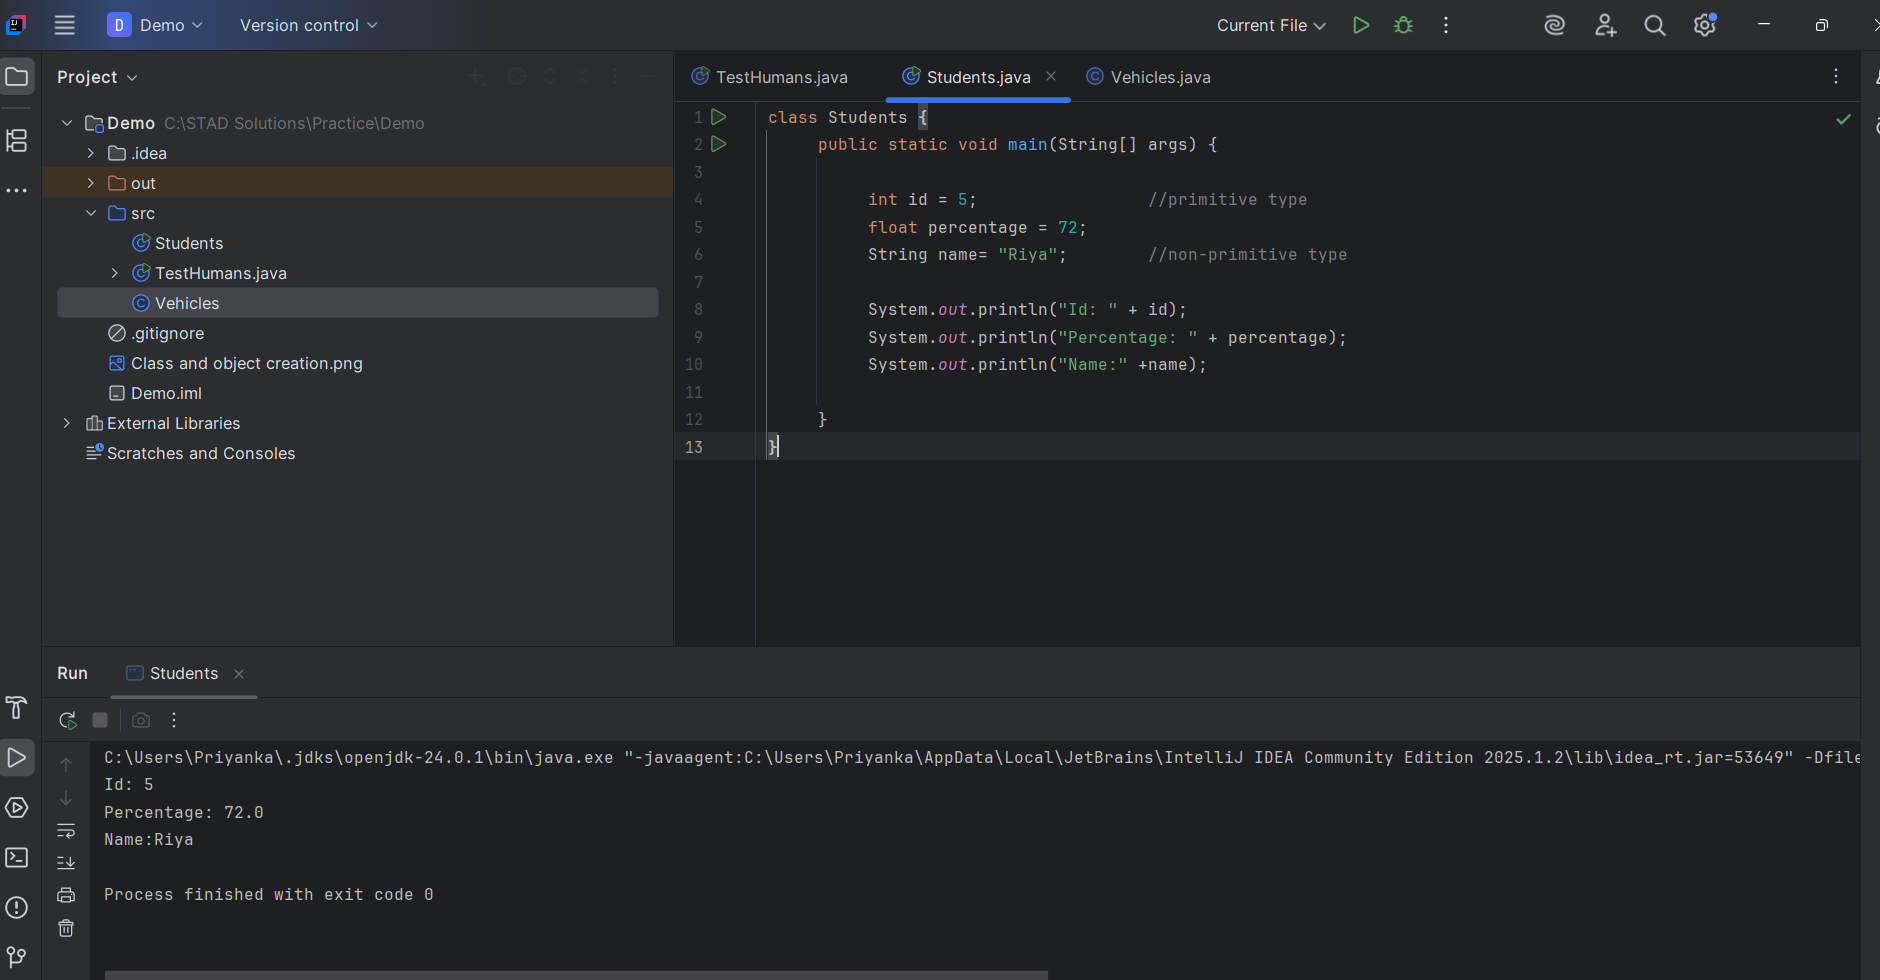 D Demo Version control Current File
Project
Demo C:\STAD Solutions\Practice\Demo
.idea
out
src
Students
TestHumans.java
Vehicles
.gitignore
Class and object creation.png
Demo.iml
External Libraries
Scratches and Consoles
TestHumans.java Students.java Vehicles.java
1 class Students {
2 public static void main(String[] args) {
3
4 int id = 5; //primitive type
5 float percentage = 72;
6 String name= "Riya"; //non-primitive type
7
8 System.out.println("Id: " + id);
9 System.out.println("Percentage: " + percentage);
10 System.out.println("Name:" +name);
11
12 }
13 }
Run Students
C:\Users\Priyanka\.jdks\openjdk-24.0.1\bin\java.exe "-javaagent:C:\Users\Priyanka\AppData\Local\JetBrains\IntelliJ IDEA Community Edition 2025.1.2\lib\idea_rt.jar=53649" -Dfile
Id: 5
Percentage: 72.0
Name:Riya
Process finished with exit code 0